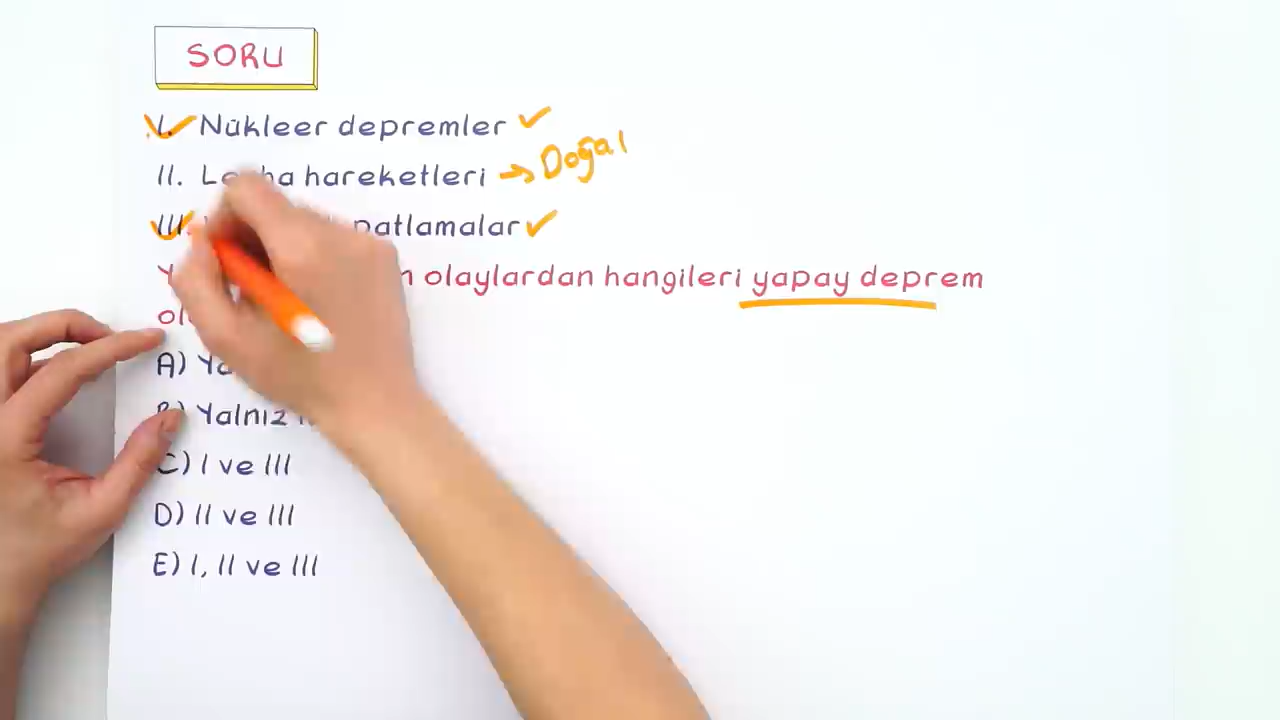 SORU
I. Nükleer depremler
II. hareketleri → Doğal
III. patlamalar
olaylardan hangileri yapay deprem
A)
B) Yalnız
C) I ve III
D) II ve III
E) I, II ve III